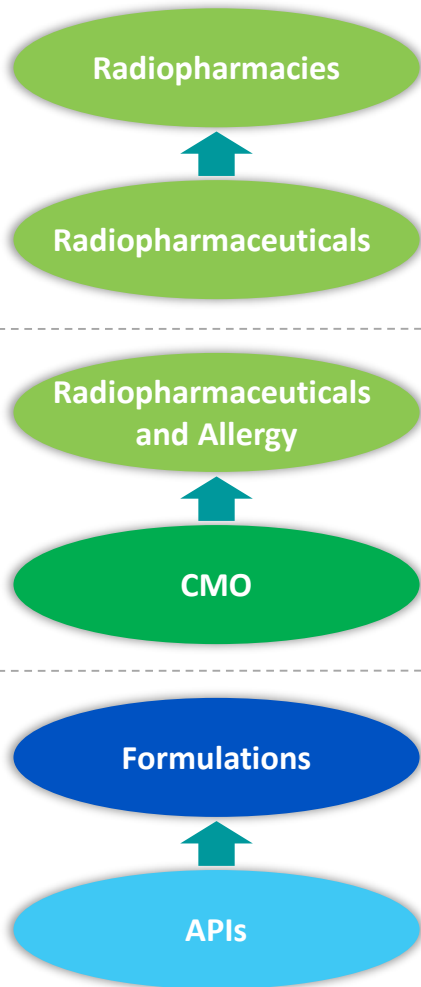 Radiopharmacies
Radiopharmaceuticals
Radiopharmaceuticals
and Allergy
CMO
Formulations
APIs